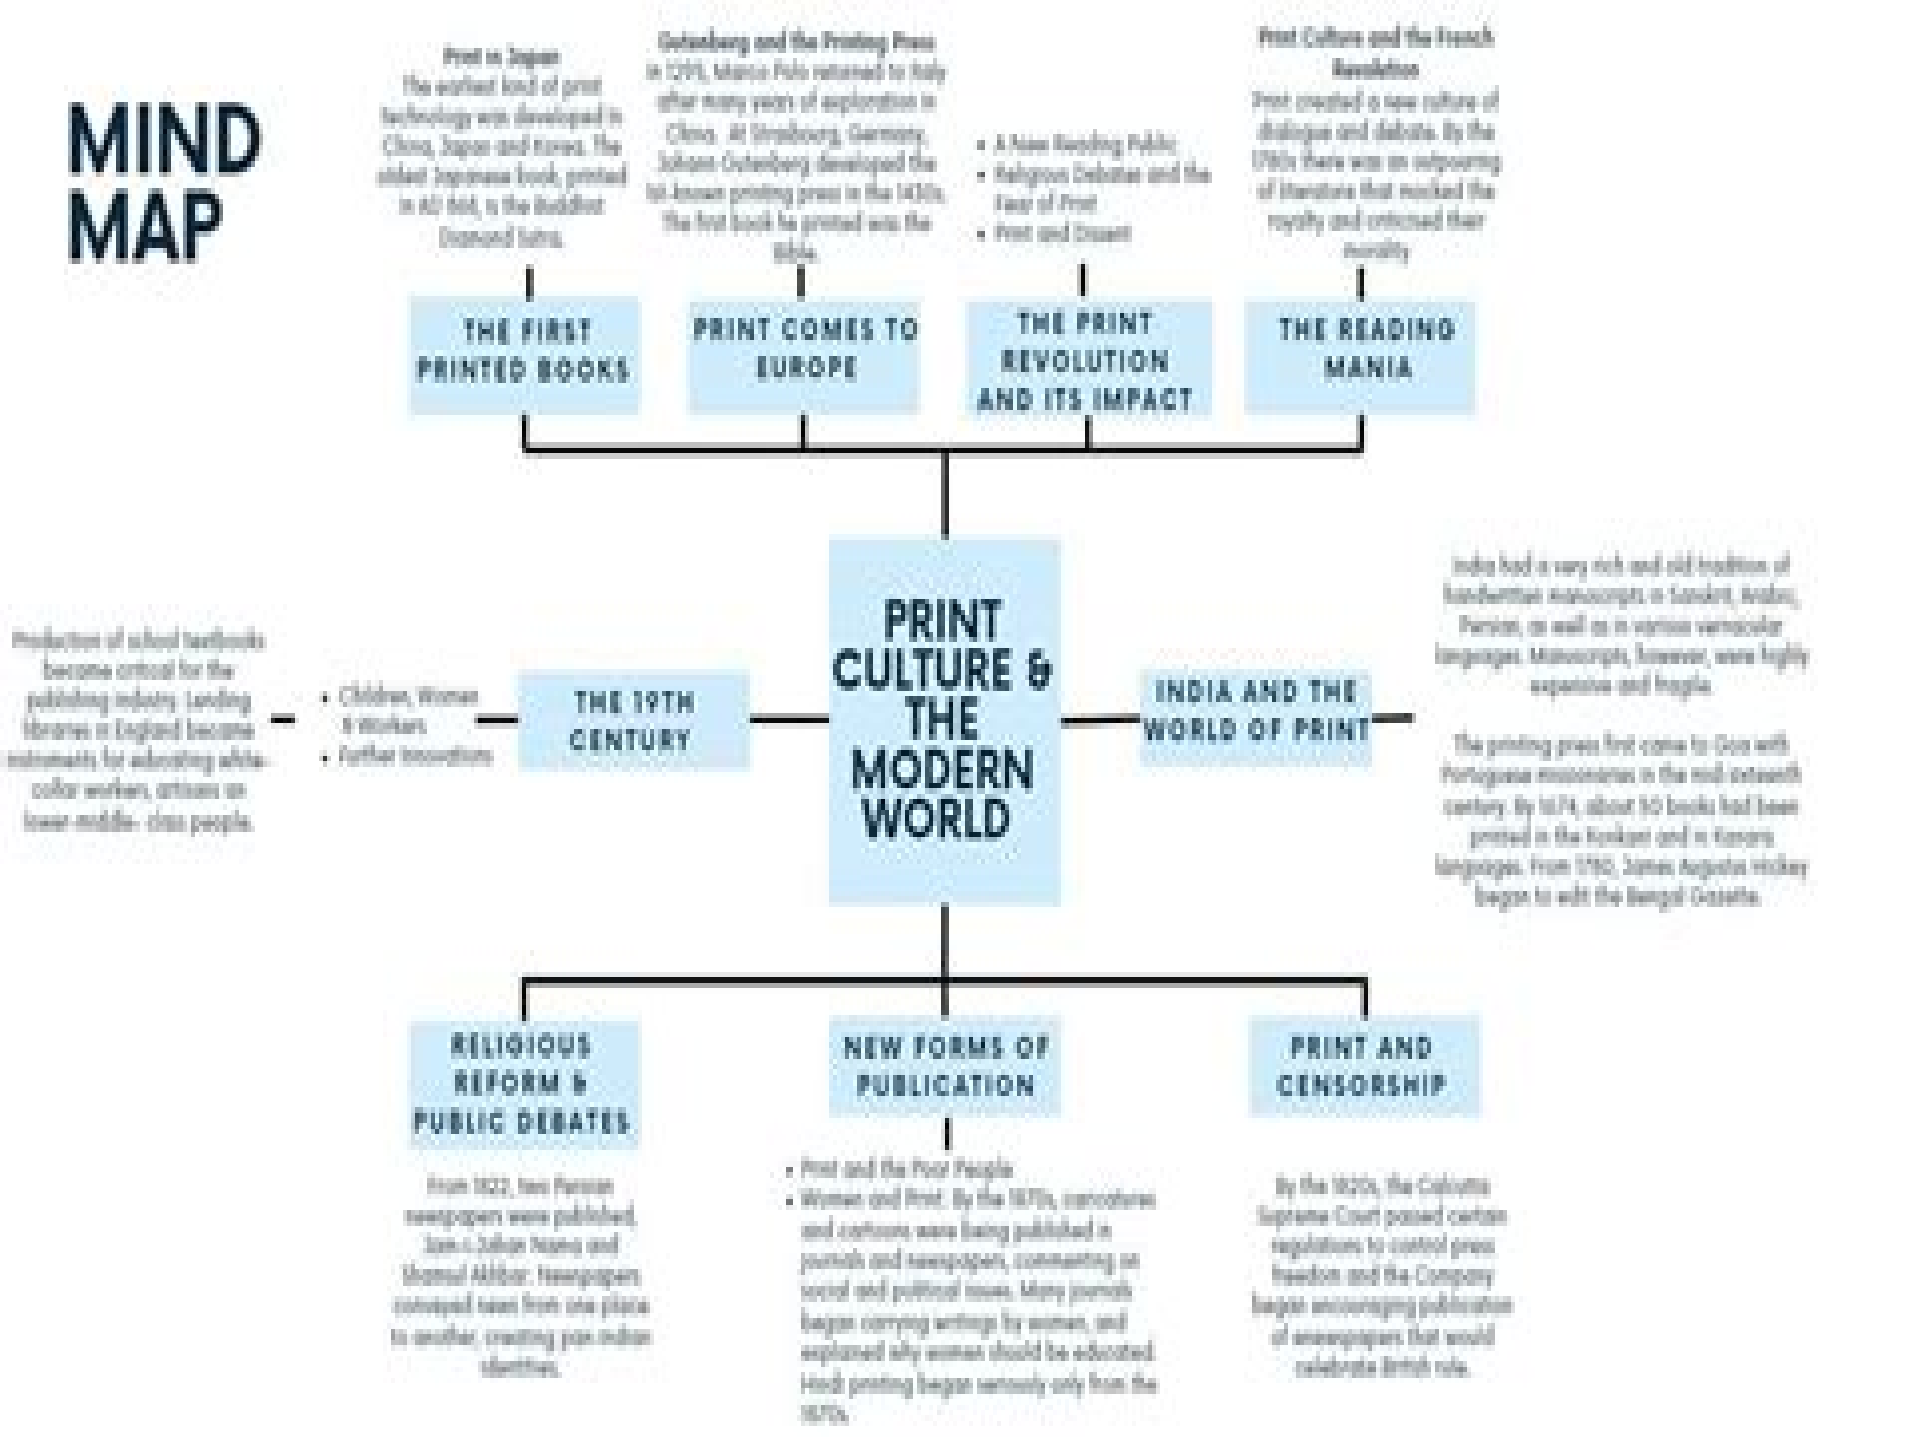 MIND
MAP
Print in Japan
The earliest kind of print
technology was developed in
China, Japan and Korea. The
oldest Japanese book, printed
in AD 868, is the Buddhist
Diamond Sutra.
Gutenberg and the Printing Press
In 1295, Marco Polo returned to Italy
after many years of exploration in
China. At Strasbourg, Germany,
Johann Gutenberg developed the
1st-known printing press in the 1430s.
The first book he printed was the
Bible.
• A New Reading Public
• Religious Debates and the
Fear of Print
• Print and Dissent
Print Culture and the French
Revolution
Print created a new culture of
dialogue and debate. By the
1780s there was an outpouring
of literature that mocked the
royalty and criticised their
morality
THE FIRST
PRINTED BOOKS
PRINT COMES TO
EUROPE
THE PRINT
REVOLUTION
AND ITS IMPACT
THE READING
MANIA
Production of school textbooks
became critical for the
publishing industry. Lending
libraries in England became
instruments for educating white-
collar workers, artisans an
lower-middle- class people.
• Children, Women
& Workers
• Further Innovations
THE 19TH
CENTURY
PRINT
CULTURE &
THE
MODERN
WORLD
INDIA AND THE
WORLD OF PRINT
India had a very rich and old tradition of
handwritten manuscripts in Sanskrit, Arabic,
Persian, as well as in various vernacular
languages. Manuscripts, however, were highly
expensive and fragile.
The printing press first came to Goa with
Portuguese missionaries in the mid sixteenth
century. By 1674, about 50 books had been
printed in the Konkani and in Kanara
languages. From 1780, James Augustus Hickey
began to edit the Bengal Gazette.
RELIGIOUS
REFORM &
PUBLIC DEBATES
From 1822, two Persian
newspapers were published,
Jam-i-Jahan Nama and
Shamsul Akhbar. Newspapers
conveyed news from one place
to another, creating pan-Indian
identities.
NEW FORMS OF
PUBLICATION
• Print and the Poor People
• Women and Print. By the 1870s, caricatures
and cartoons were being published in
journals and newspapers, commenting on
social and political issues. Many journals
began carrying writings by women, and
explained why women should be educated.
Hindi printing began seriously only from the
1870s.
PRINT AND
CENSORSHIP
By the 1820s, the Calcutta
Supreme Court passed certain
regulations to control press
freedom and the Company
began encouraging publication
of enewspapers that would
celebrate British rule.